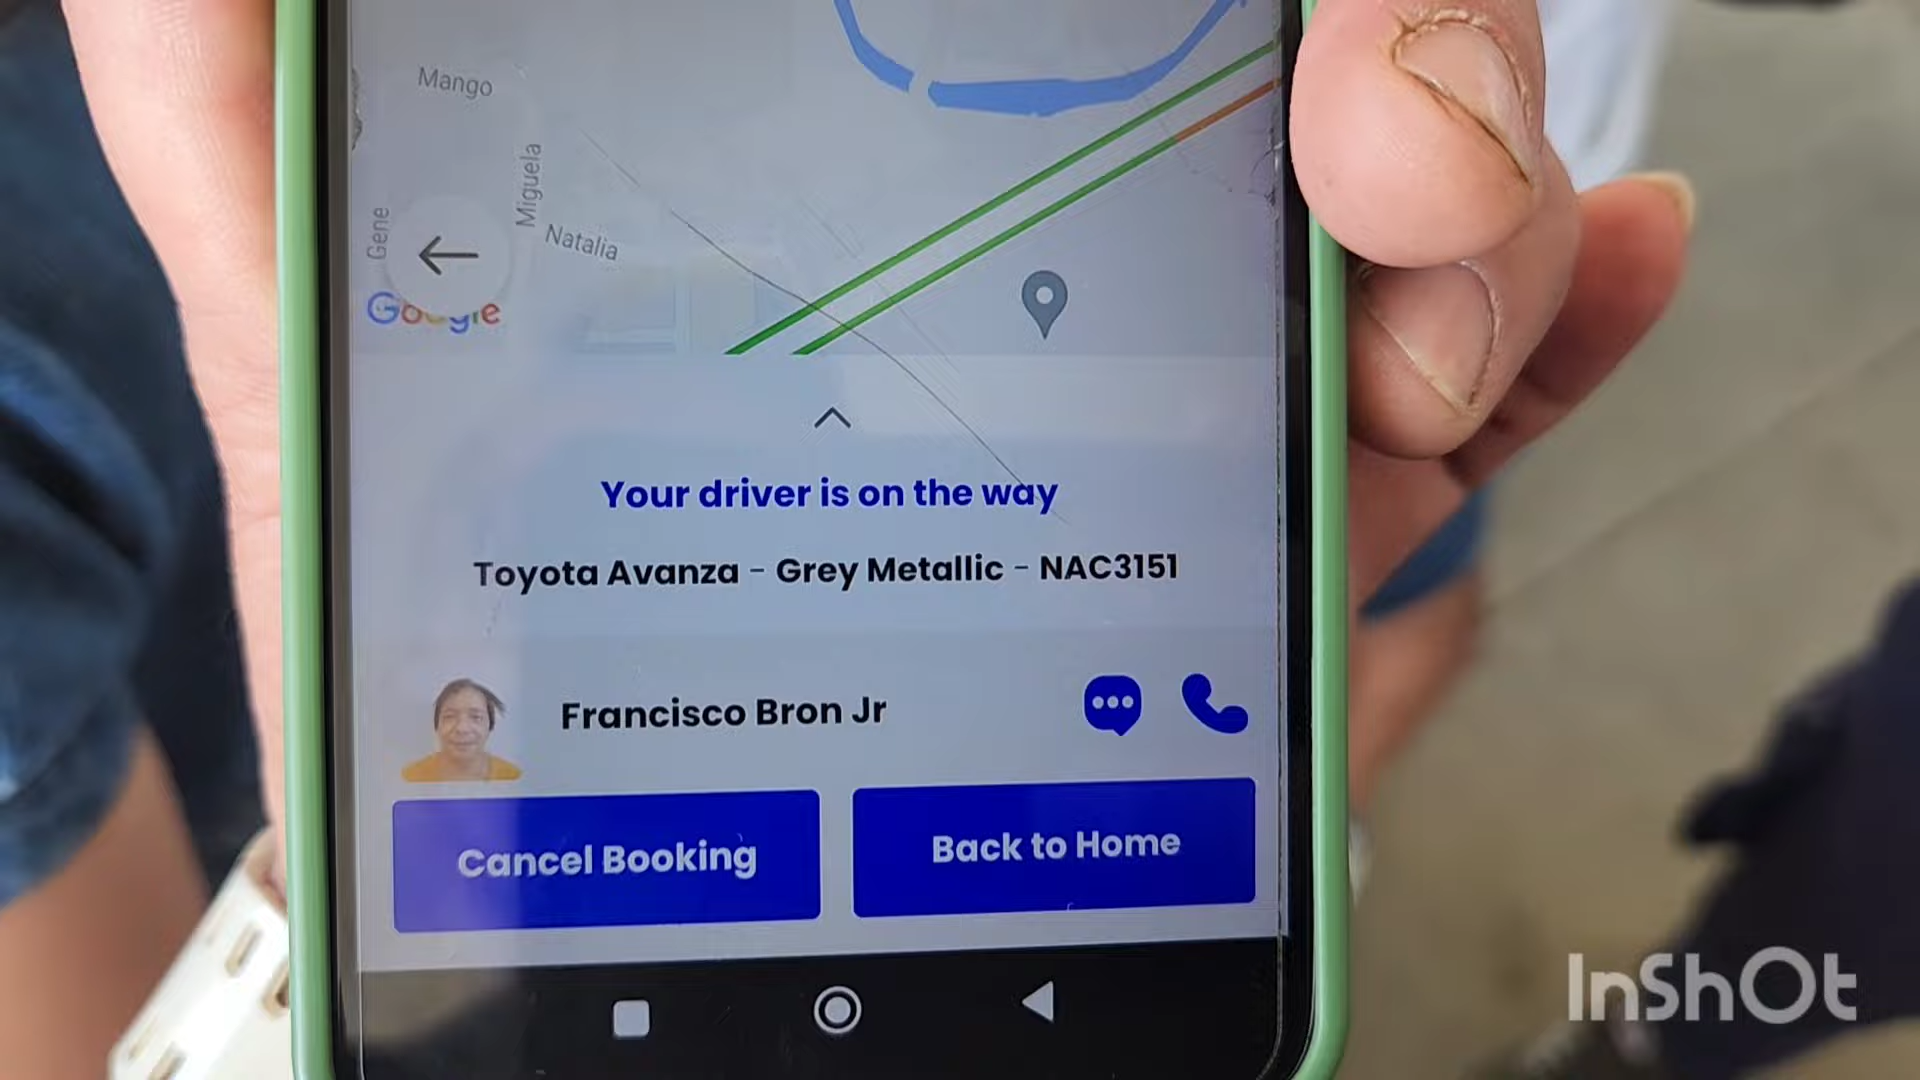 Mango
Miguela
Gene
Natalia
Google
Your driver is on the way
Toyota Avanza - Grey Metallic - NAC3151
Francisco Bron Jr
Cancel Booking
Back to Home
InShOt